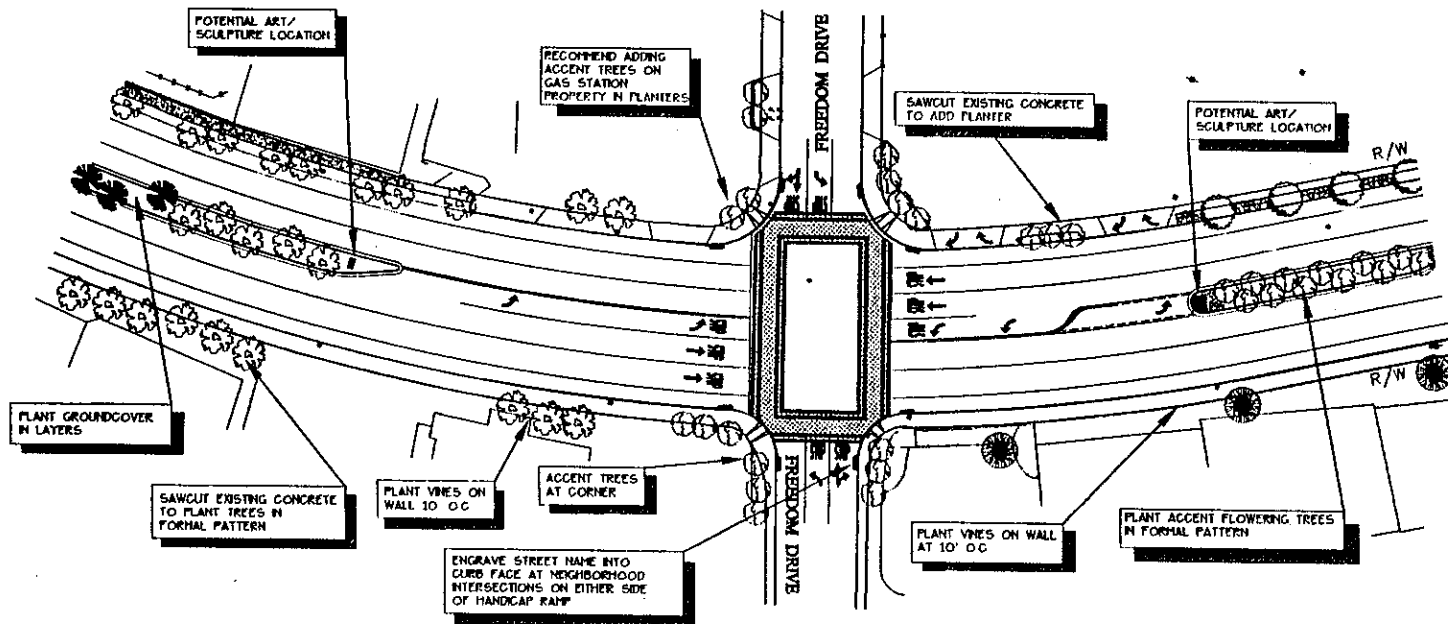 POTENTIAL ART/
SCULPTURE LOCATION
RECOMMEND ADDING
ACCENT TREES ON
GAS STATION
PROPERTY IN PLANTERS
FREEDOM DRIVE
SAWCUT EXISTING CONCRETE
TO ADD PLANTER
POTENTIAL ART/
SCULPTURE LOCATION
R/W
R/W
PLANT GROUNDCOVER
IN LAYERS
SAWCUT EXISTING CONCRETE
TO PLANT TREES IN
FORMAL PATTERN
PLANT VINES ON
WALL 10' O.C
ACCENT TREES
AT CORNER
FREEDOM DRIVE
ENGRAVE STREET NAME INTO
CURB FACE AT NEIGHBORHOOD
INTERSECTIONS ON EITHER SIDE
OF HANDICAP RAMP
PLANT VINES ON WALL
AT 10' O.C
PLANT ACCENT FLOWERING TREES
IN FORMAL PATTERN